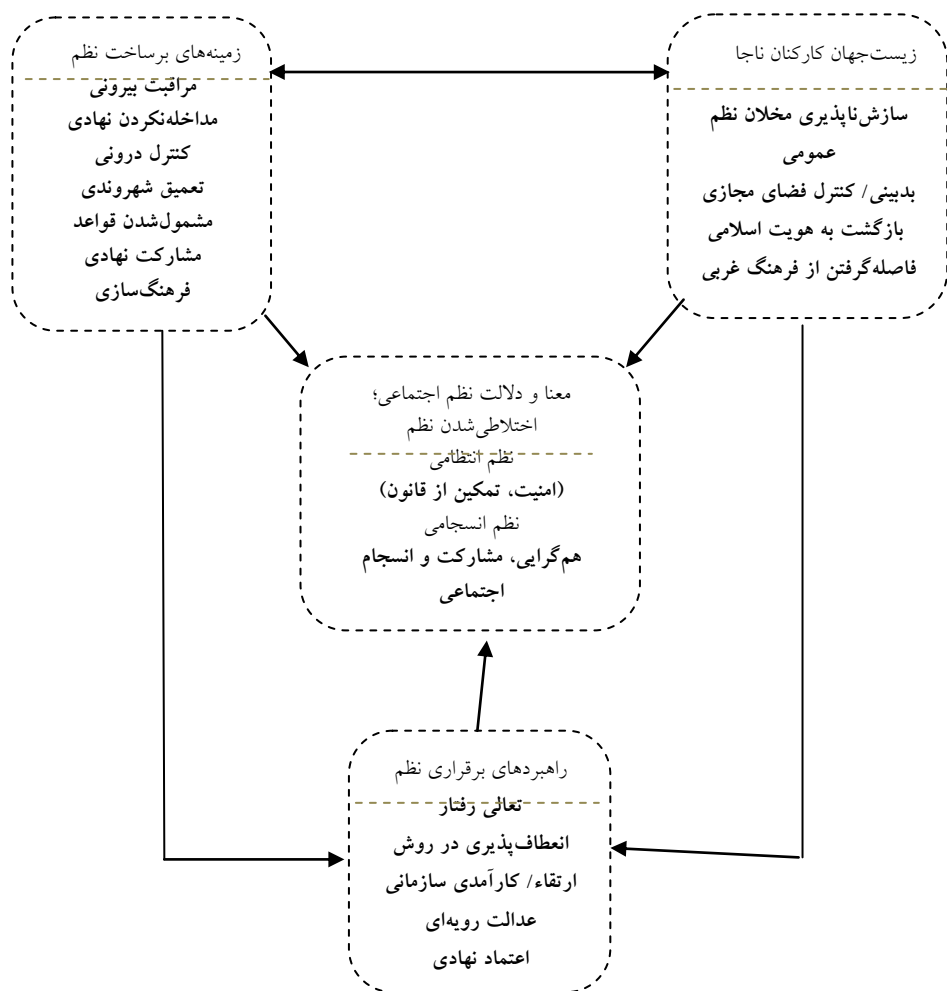 زیست‌جهان کارکنان ناجا
سازش‌ناپذیری مخلان نظم
عمومی
بدبینی/ کنترل فضای مجازی
بازگشت به هویت اسلامی
فاصله‌گرفتن از فرهنگ غربی
زمینه‌های برساخت نظم
مراقبت بیرونی
مداخله‌نکردن نهادی
کنترل درونی
تعمیق شهروندی
مشمول‌شدن قواعد
مشارکت نهادی
فرهنگ‌سازی
معنا و دلالت نظم اجتماعی؛
اختلاطی‌شدن نظم
نظم انتظامی
(امنیت، تمکین از قانون)
نظم انسجامی
هم‌گرایی، مشارکت و انسجام
اجتماعی
راهبردهای برقراری نظم
تعالی رفتار
انعطاف‌پذیری در روش
ارتقاء/ کارآمدی سازمانی
عدالت رویه‌ای
اعتماد نهادی